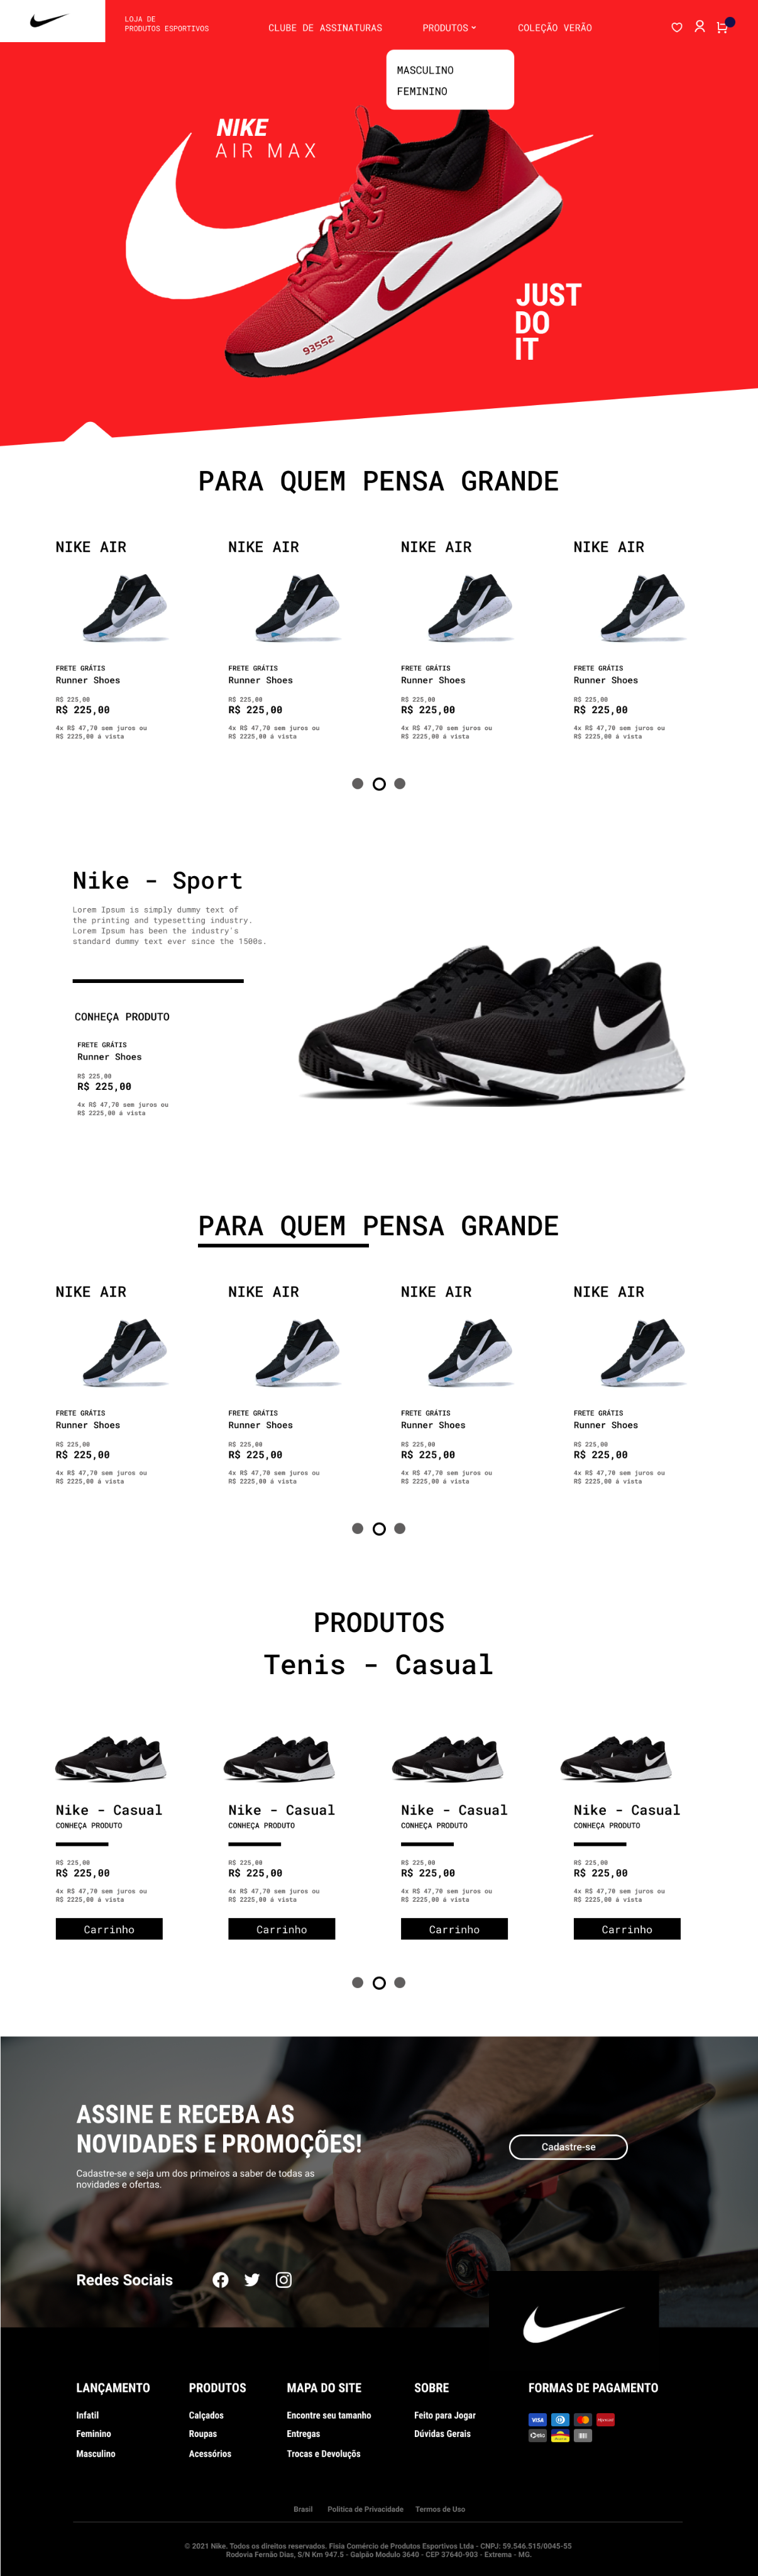 LOJA DE
PRODUTOS ESPORTIVOS
CLUBE DE ASSINATURAS
PRODUTOS
COLEÇÃO VERÃO
MASCULINO
FEMININO
NIKE
AIR MAX
93552
JUST
DO
IT
PARA QUEM PENSA GRANDE
NIKE AIR
FRETE GRÁTIS
Runner Shoes
R$ 225,00
R$ 225,00
4x R$ 47,70 sem juros ou
R$ 2225,00 á vista
NIKE AIR
FRETE GRÁTIS
Runner Shoes
R$ 225,00
R$ 225,00
4x R$ 47,70 sem juros ou
R$ 2225,00 á vista
NIKE AIR
FRETE GRÁTIS
Runner Shoes
R$ 225,00
R$ 225,00
4x R$ 47,70 sem juros ou
R$ 2225,00 á vista
NIKE AIR
FRETE GRÁTIS
Runner Shoes
R$ 225,00
R$ 225,00
4x R$ 47,70 sem juros ou
R$ 2225,00 á vista
Nike - Sport
Lorem Ipsum is simply dummy text of
the printing and typesetting industry.
Lorem Ipsum has been the industry's
standard dummy text ever since the 1500s.
CONHEÇA PRODUTO
FRETE GRÁTIS
Runner Shoes
R$ 225,00
R$ 225,00
4x R$ 47,70 sem juros ou
R$ 2225,00 á vista
PARA QUEM PENSA GRANDE
NIKE AIR
FRETE GRÁTIS
Runner Shoes
R$ 225,00
R$ 225,00
4x R$ 47,70 sem juros ou
R$ 2225,00 á vista
NIKE AIR
FRETE GRÁTIS
Runner Shoes
R$ 225,00
R$ 225,00
4x R$ 47,70 sem juros ou
R$ 2225,00 á vista
NIKE AIR
FRETE GRÁTIS
Runner Shoes
R$ 225,00
R$ 225,00
4x R$ 47,70 sem juros ou
R$ 2225,00 á vista
NIKE AIR
FRETE GRÁTIS
Runner Shoes
R$ 225,00
R$ 225,00
4x R$ 47,70 sem juros ou
R$ 2225,00 á vista
PRODUTOS
Tenis - Casual
Nike - Casual
CONHEÇA PRODUTO
R$ 225,00
R$ 225,00
4x R$ 47,70 sem juros ou
R$ 2225,00 á vista
Carrinho
Nike - Casual
CONHEÇA PRODUTO
R$ 225,00
R$ 225,00
4x R$ 47,70 sem juros ou
R$ 2225,00 á vista
Carrinho
Nike - Casual
CONHEÇA PRODUTO
R$ 225,00
R$ 225,00
4x R$ 47,70 sem juros ou
R$ 2225,00 á vista
Carrinho
Nike - Casual
CONHEÇA PRODUTO
R$ 225,00
R$ 225,00
4x R$ 47,70 sem juros ou
R$ 2225,00 á vista
Carrinho
ASSINE E RECEBA AS
NOVIDADES E PROMOÇÕES!
Cadastre-se e seja um dos primeiros a saber de todas as
novidades e ofertas.
Cadastre-se
Redes Sociais
LANÇAMENTO
Infatil
Feminino
Masculino
PRODUTOS
Calçados
Roupas
Acessórios
MAPA DO SITE
Encontre seu tamanho
Entregas
Trocas e Devoluçõs
SOBRE
Feito para Jogar
Dúvidas Gerais
FORMAS DE PAGAMENTO
VISA
elo
Brasil
Politica de Privacidade
Termos de Uso
© 2021 Nike. Todos os direitos reservados. Fisia Comércio de Produtos Esportivos Ltda - CNPJ: 59.546.515/0045-55
Rodovia Fernão Dias, S/N Km 947.5 - Galpão Modulo 3640 - CEP 37640-903 - Extrema - MG.